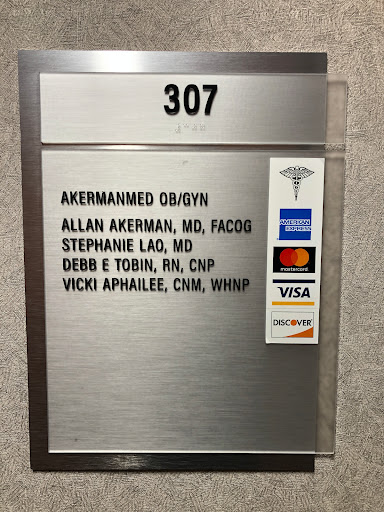 307
AKERMANMED OB/GYN
ALLAN AKERMAN, MD, FACOG
STEPHANIE LAO, MD
DEBB E TOBIN, RN, CNP
VICKI APHAILEE, CNM, WHNP
AMERICAN
EXPRESS
mastercard
VISA
DISCOVER